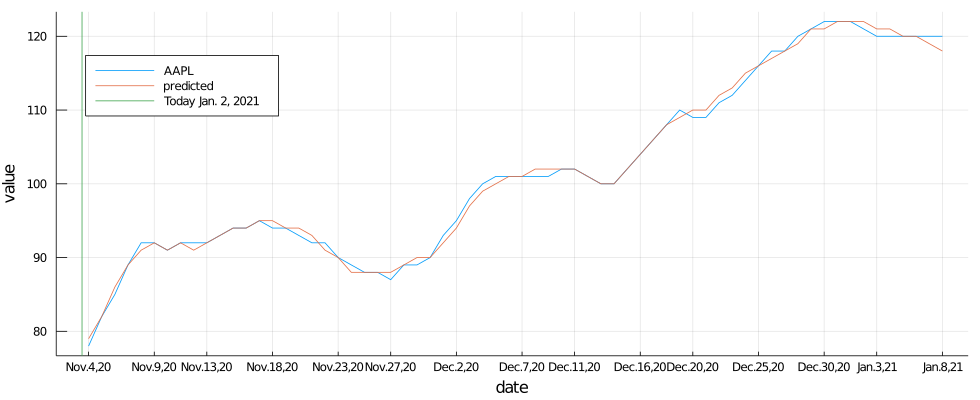 120
110
100
90
80
value
AAPL
predicted
Today Jan. 2, 2021
Nov.4,20 Nov.9,20 Nov.13,20 Nov.18,20 Nov.23,20 Nov.27,20 Dec.2,20 Dec.7,20 Dec.11,20 Dec.16,20 Dec.20,20 Dec.25,20 Dec.30,20 Jan.3,21 Jan.8,21
date